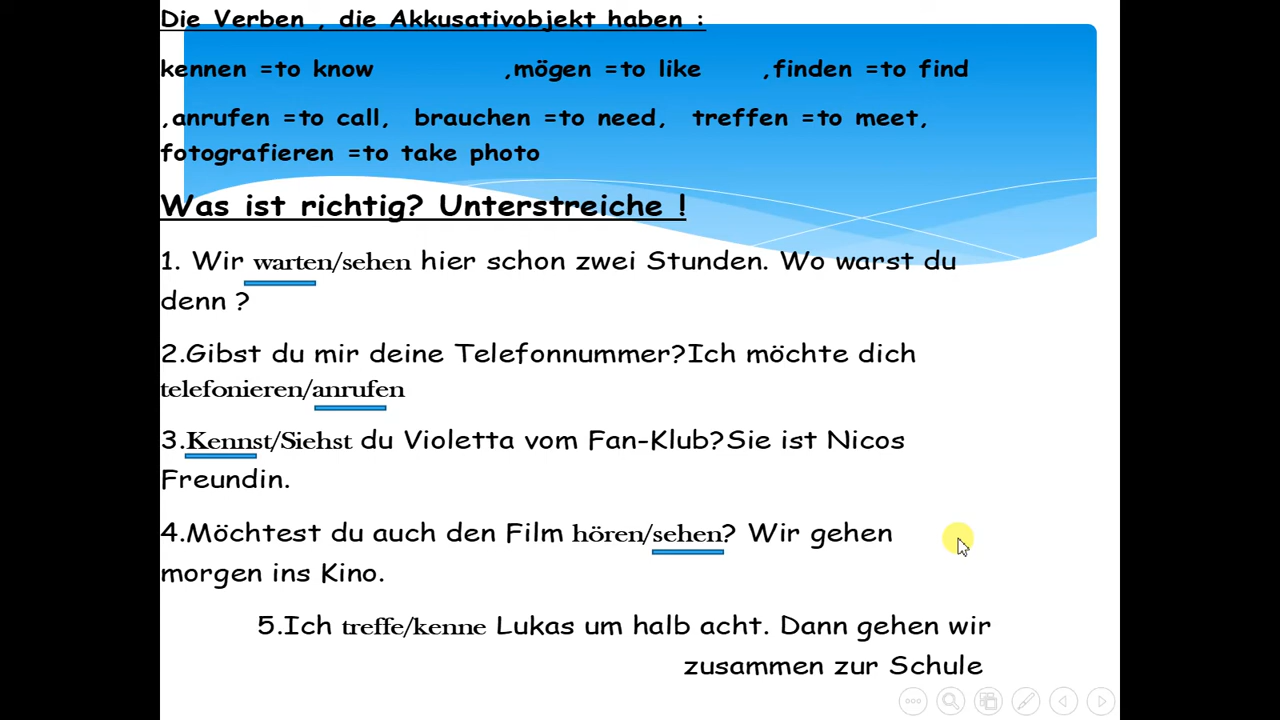 Die Verben , die Akkusativobjekt haben :
kennen =to know ,mögen =to like ,finden =to find
,anrufen =to call, brauchen =to need, treffen =to meet,
fotografieren =to take photo
Was ist richtig? Unterstreiche !
1. Wir warten/sehen hier schon zwei Stunden. Wo warst du
denn ?
2.Gibst du mir deine Telefonnummer?Ich möchte dich
telefonieren/anrufen
3.Kennst/Siehst du Violetta vom Fan-Klub?Sie ist Nicos
Freundin.
4.Möchtest du auch den Film hören/sehen? Wir gehen
morgen ins Kino.
5.Ich treffe/kenne Lukas um halb acht. Dann gehen wir
zusammen zur Schule